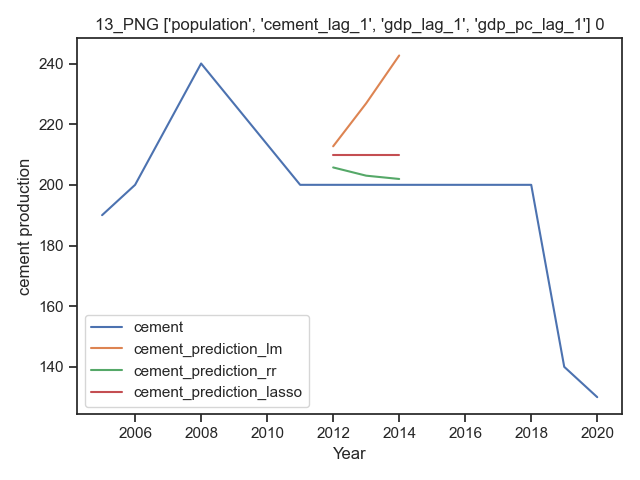 13_PNG ['population', 'cement_lag_1', 'gdp_lag_1', 'gdp_pc_lag_1'] 0
240
220
200
180
160
140
cement production
cement
cement_prediction_lm
cement_prediction_rr
cement_prediction_lasso
2006 2008 2010 2012 2014 2016 2018 2020
Year